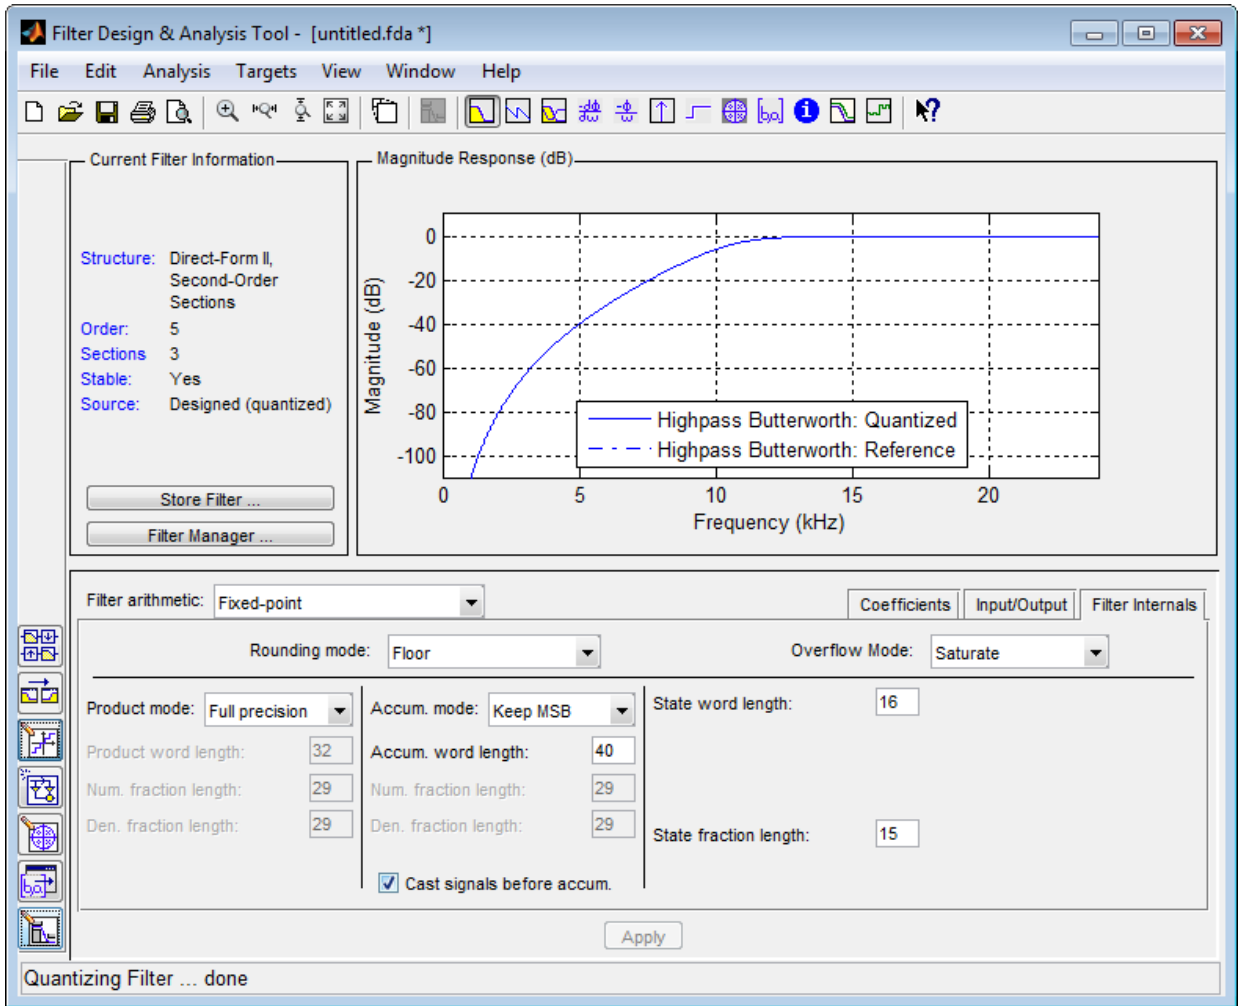 Filter Design & Analysis Tool - [untitled.fda *]
File Edit Analysis Targets View Window Help
Current Filter Information
Structure: Direct-Form II,
Second-Order
Sections
Order: 5
Sections 3
Stable: Yes
Source: Designed (quantized)
Store Filter ...
Filter Manager ...
Magnitude Response (dB)
Magnitude (dB)
0
-20
-40
-60
-80
-100
Highpass Butterworth: Quantized
Highpass Butterworth: Reference
0 5 10 15 20
Frequency (kHz)
Filter arithmetic: Fixed-point
Coefficients Input/Output Filter Internals
Rounding mode: Floor Overflow Mode: Saturate
Product mode: Full precision Accum. mode: Keep MSB State word length: 16
Product word length: 32 Accum. word length: 40
Num. fraction length: 29 Num. fraction length: 29
Den. fraction length: 29 Den. fraction length: 29 State fraction length: 15
Cast signals before accum.
Apply
Quantizing Filter ... done